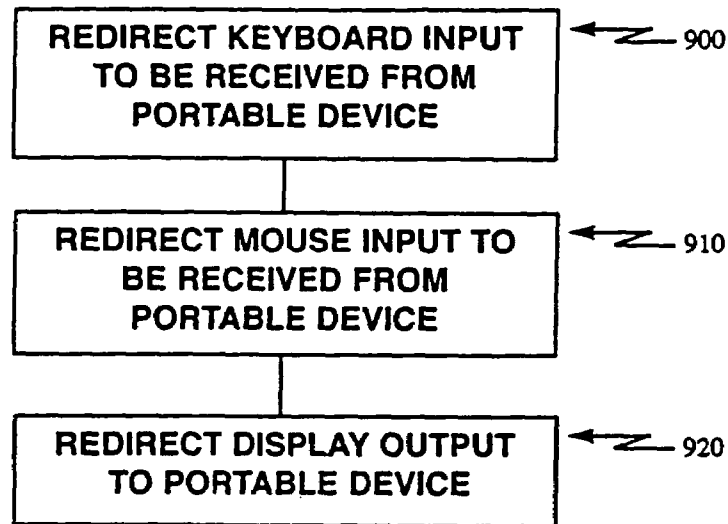 REDIRECT KEYBOARD INPUT
TO BE RECEIVED FROM
PORTABLE DEVICE
900
REDIRECT MOUSE INPUT TO
BE RECEIVED FROM
PORTABLE DEVICE
910
REDIRECT DISPLAY OUTPUT
TO PORTABLE DEVICE
920